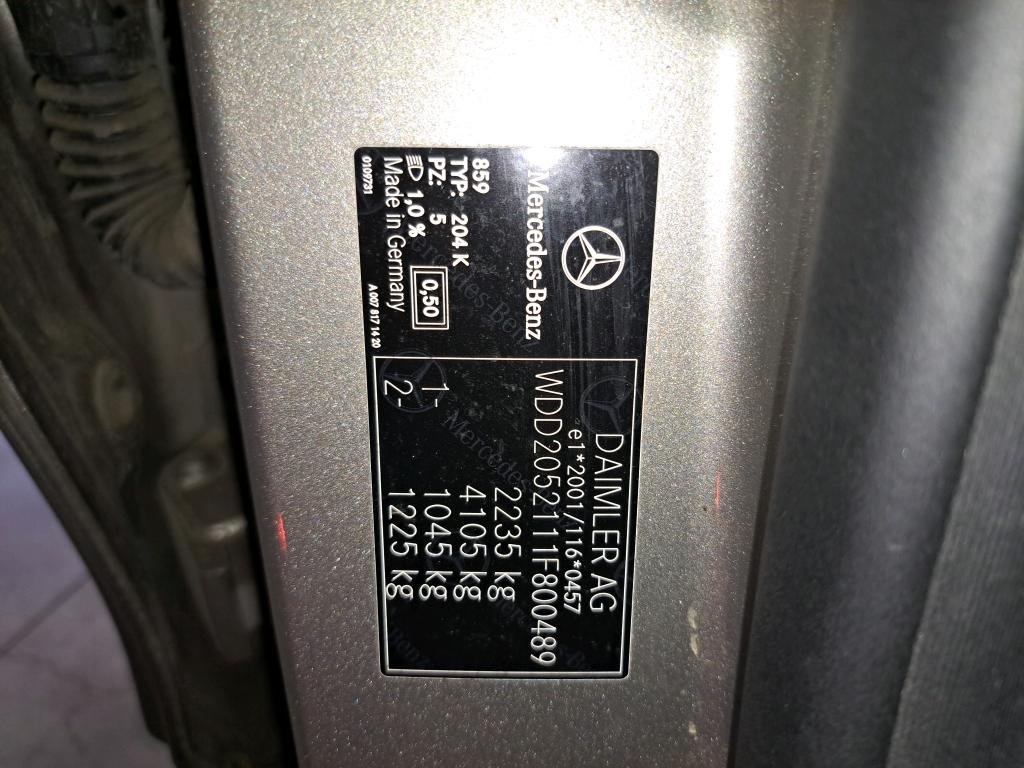 Mercedes-Benz
859
TYP: 204 K
PZ: 5
1,0 %
0,50
Made in Germany
0109731
A 007 817 14 20
DAIMLER AG
e1*2001/116*0457
WDD2052111F800489
2235 kg
4105 kg
1- 1045 kg
2- 1225 kg